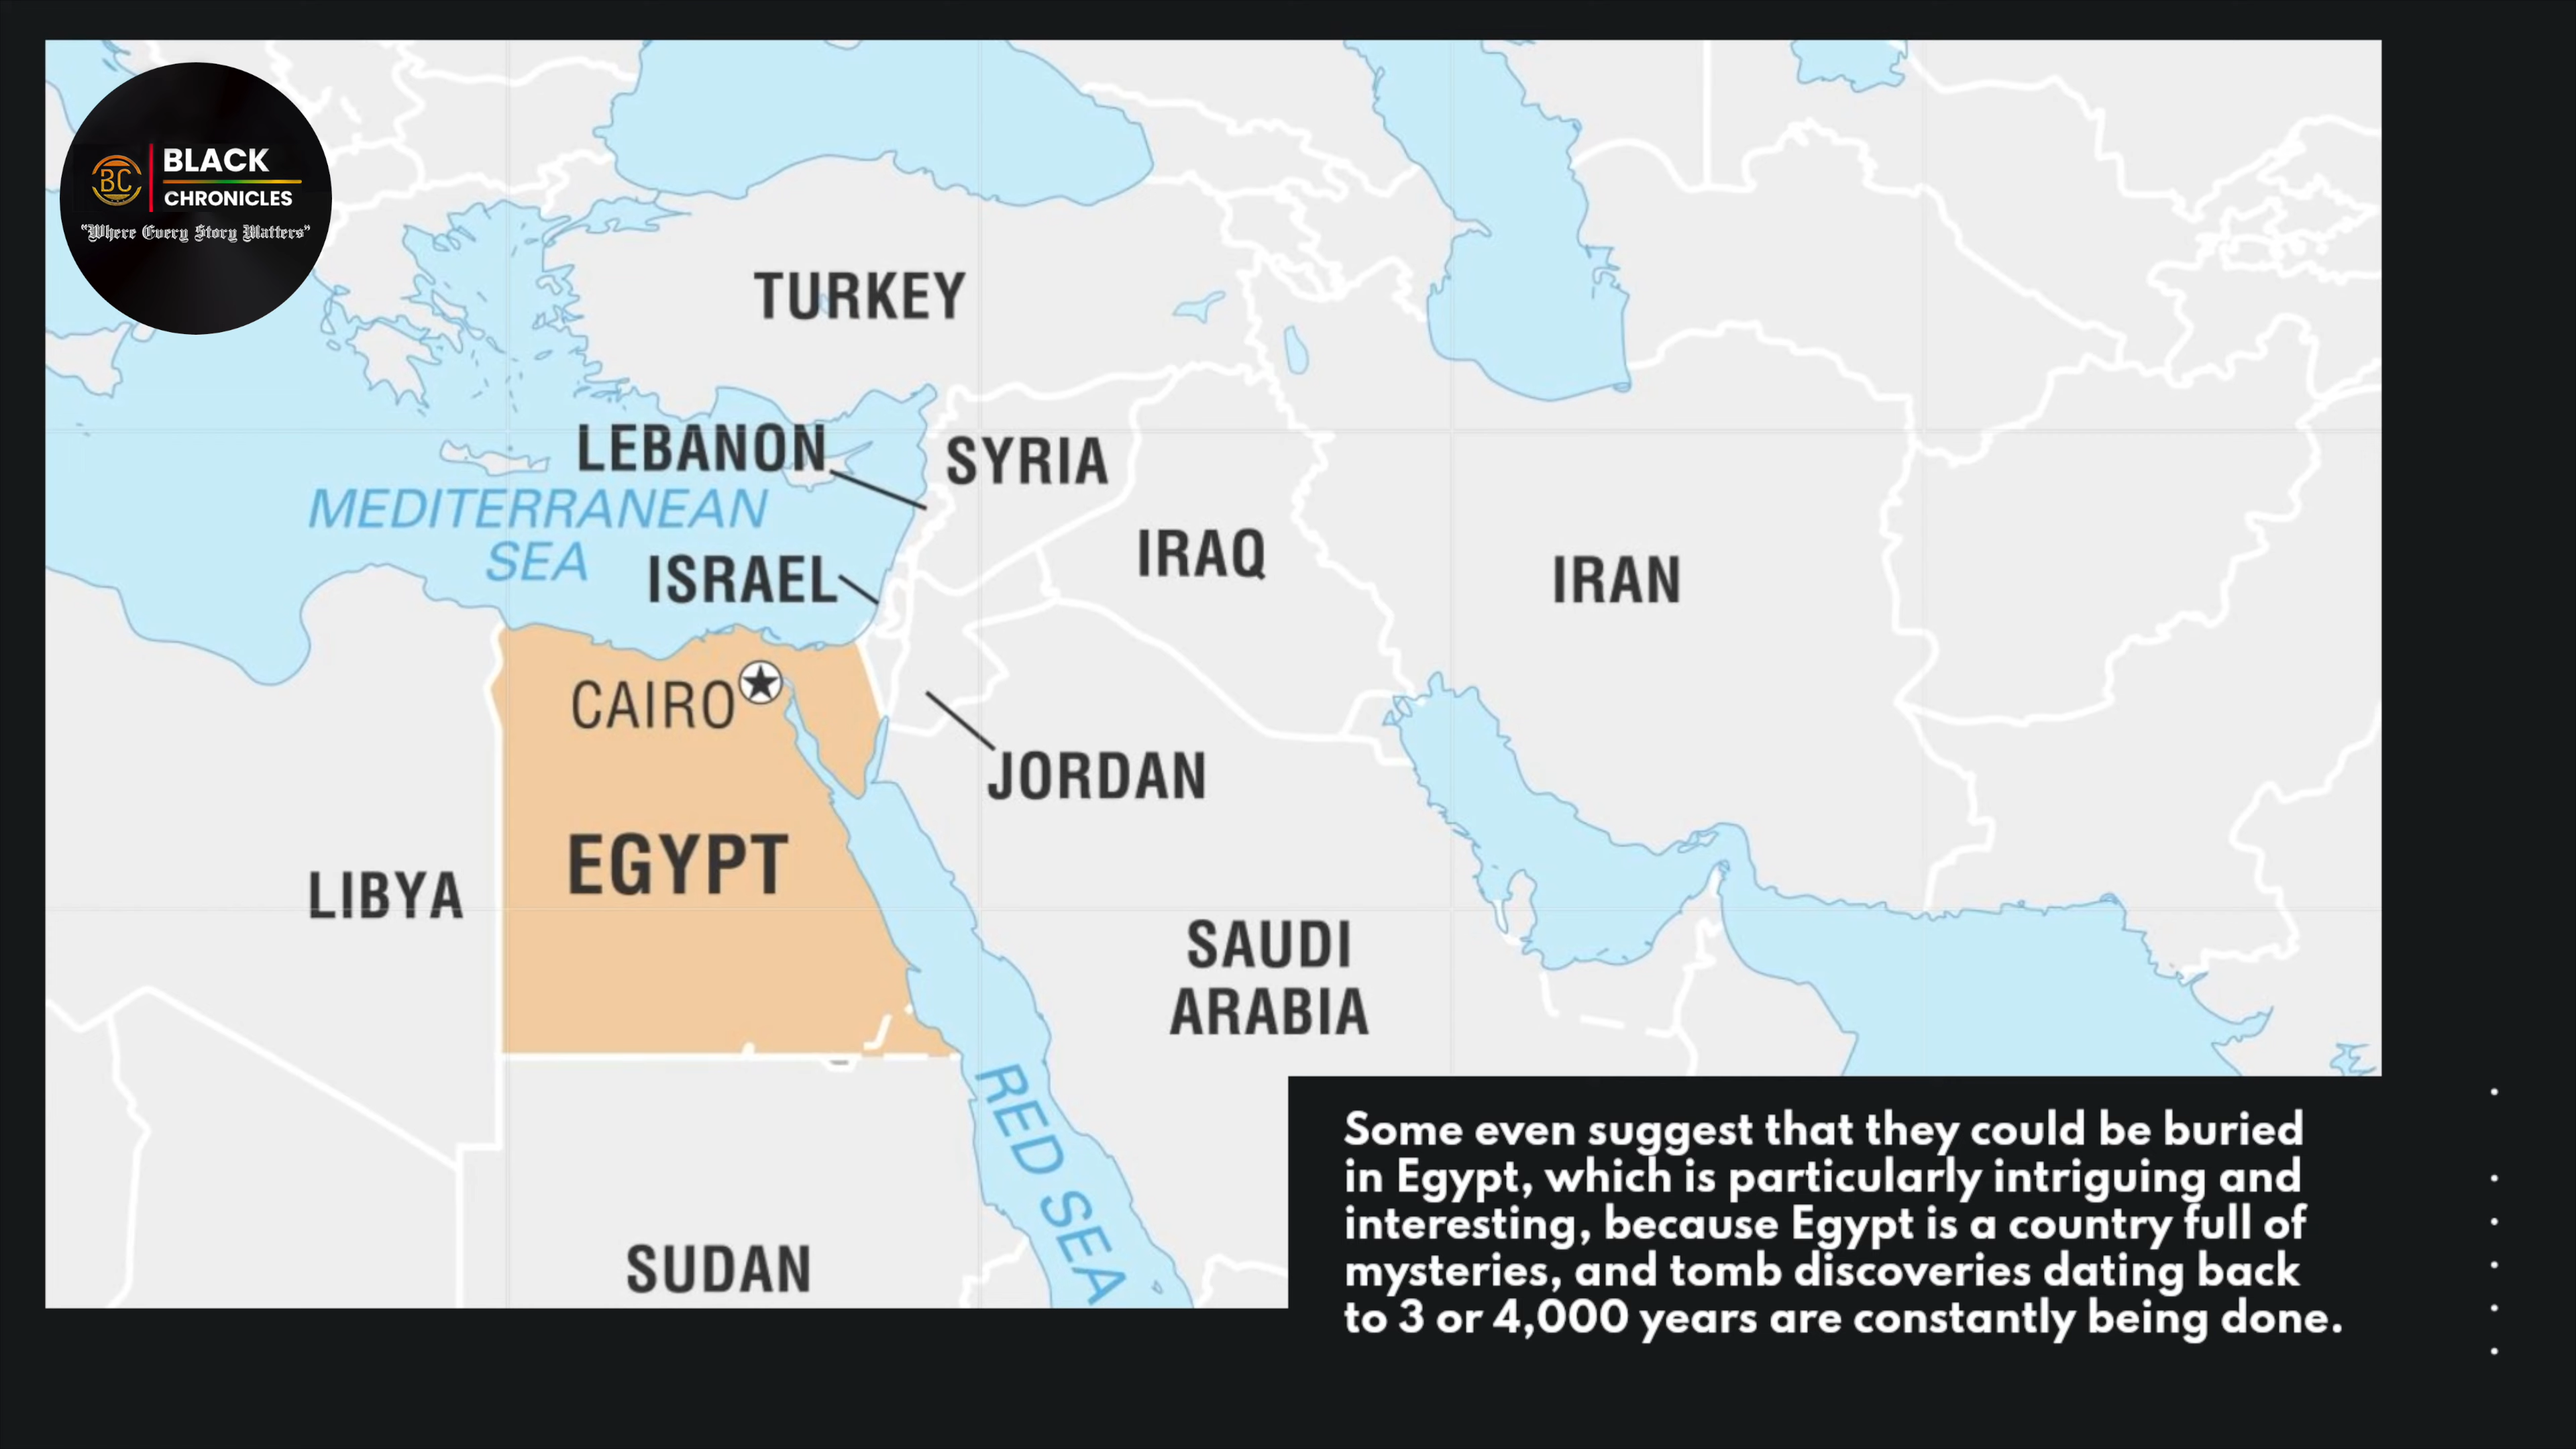 BC
BLACK
CHRONICLES
"Where Every Story Matters"
TURKEY
LEBANON
SYRIA
MEDITERRANEAN
SEA
IRAQ
ISRAEL
IRAN
CAIRO
JORDAN
EGYPT
LIBYA
SAUDI
ARABIA
RED SEA
SUDAN
Some even suggest that they could be buried
in Egypt, which is particularly intriguing and
interesting, because Egypt is a country full of
mysteries, and tomb discoveries dating back
to 3 or 4,000 years are constantly being done.